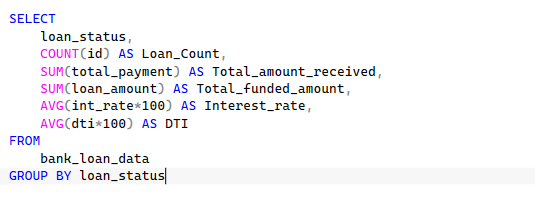 SELECT
    loan_status,
    COUNT(id) AS Loan_Count,
    SUM(total_payment) AS Total_amount_received,
    SUM(loan_amount) AS Total_funded_amount,
    AVG(int_rate*100) AS Interest_rate,
    AVG(dti*100) AS DTI
FROM
    bank_loan_data
GROUP BY loan_status